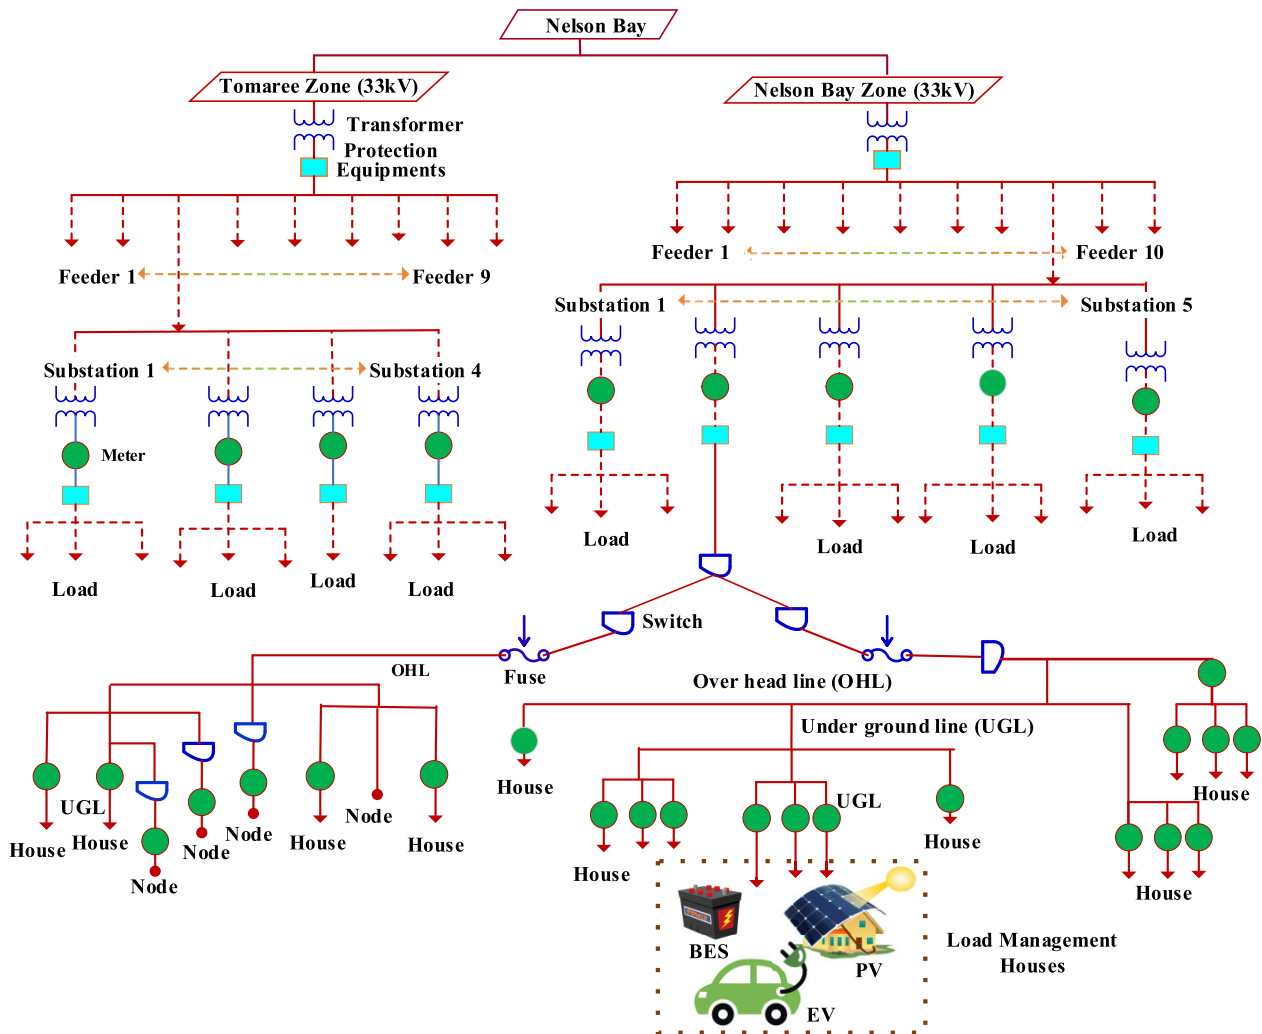 Nelson Bay
Tomaree Zone (33kV)
Nelson Bay Zone (33kV)
Transformer
Protection
Equipments
Feeder 1
Feeder 9
Feeder 1
Feeder 10
Substation 1
Substation 5
Substation 1
Substation 4
Meter
Load
Load
Load
Load
Load
Load
Load
Load
Switch
Fuse
OHL
Over head line (OHL)
Under ground line (UGL)
House
House
UGL
House
House
Node
Node
Node
House
Node
House
House
UGL
House
House
House
BES
PV
EV
Load Management
Houses